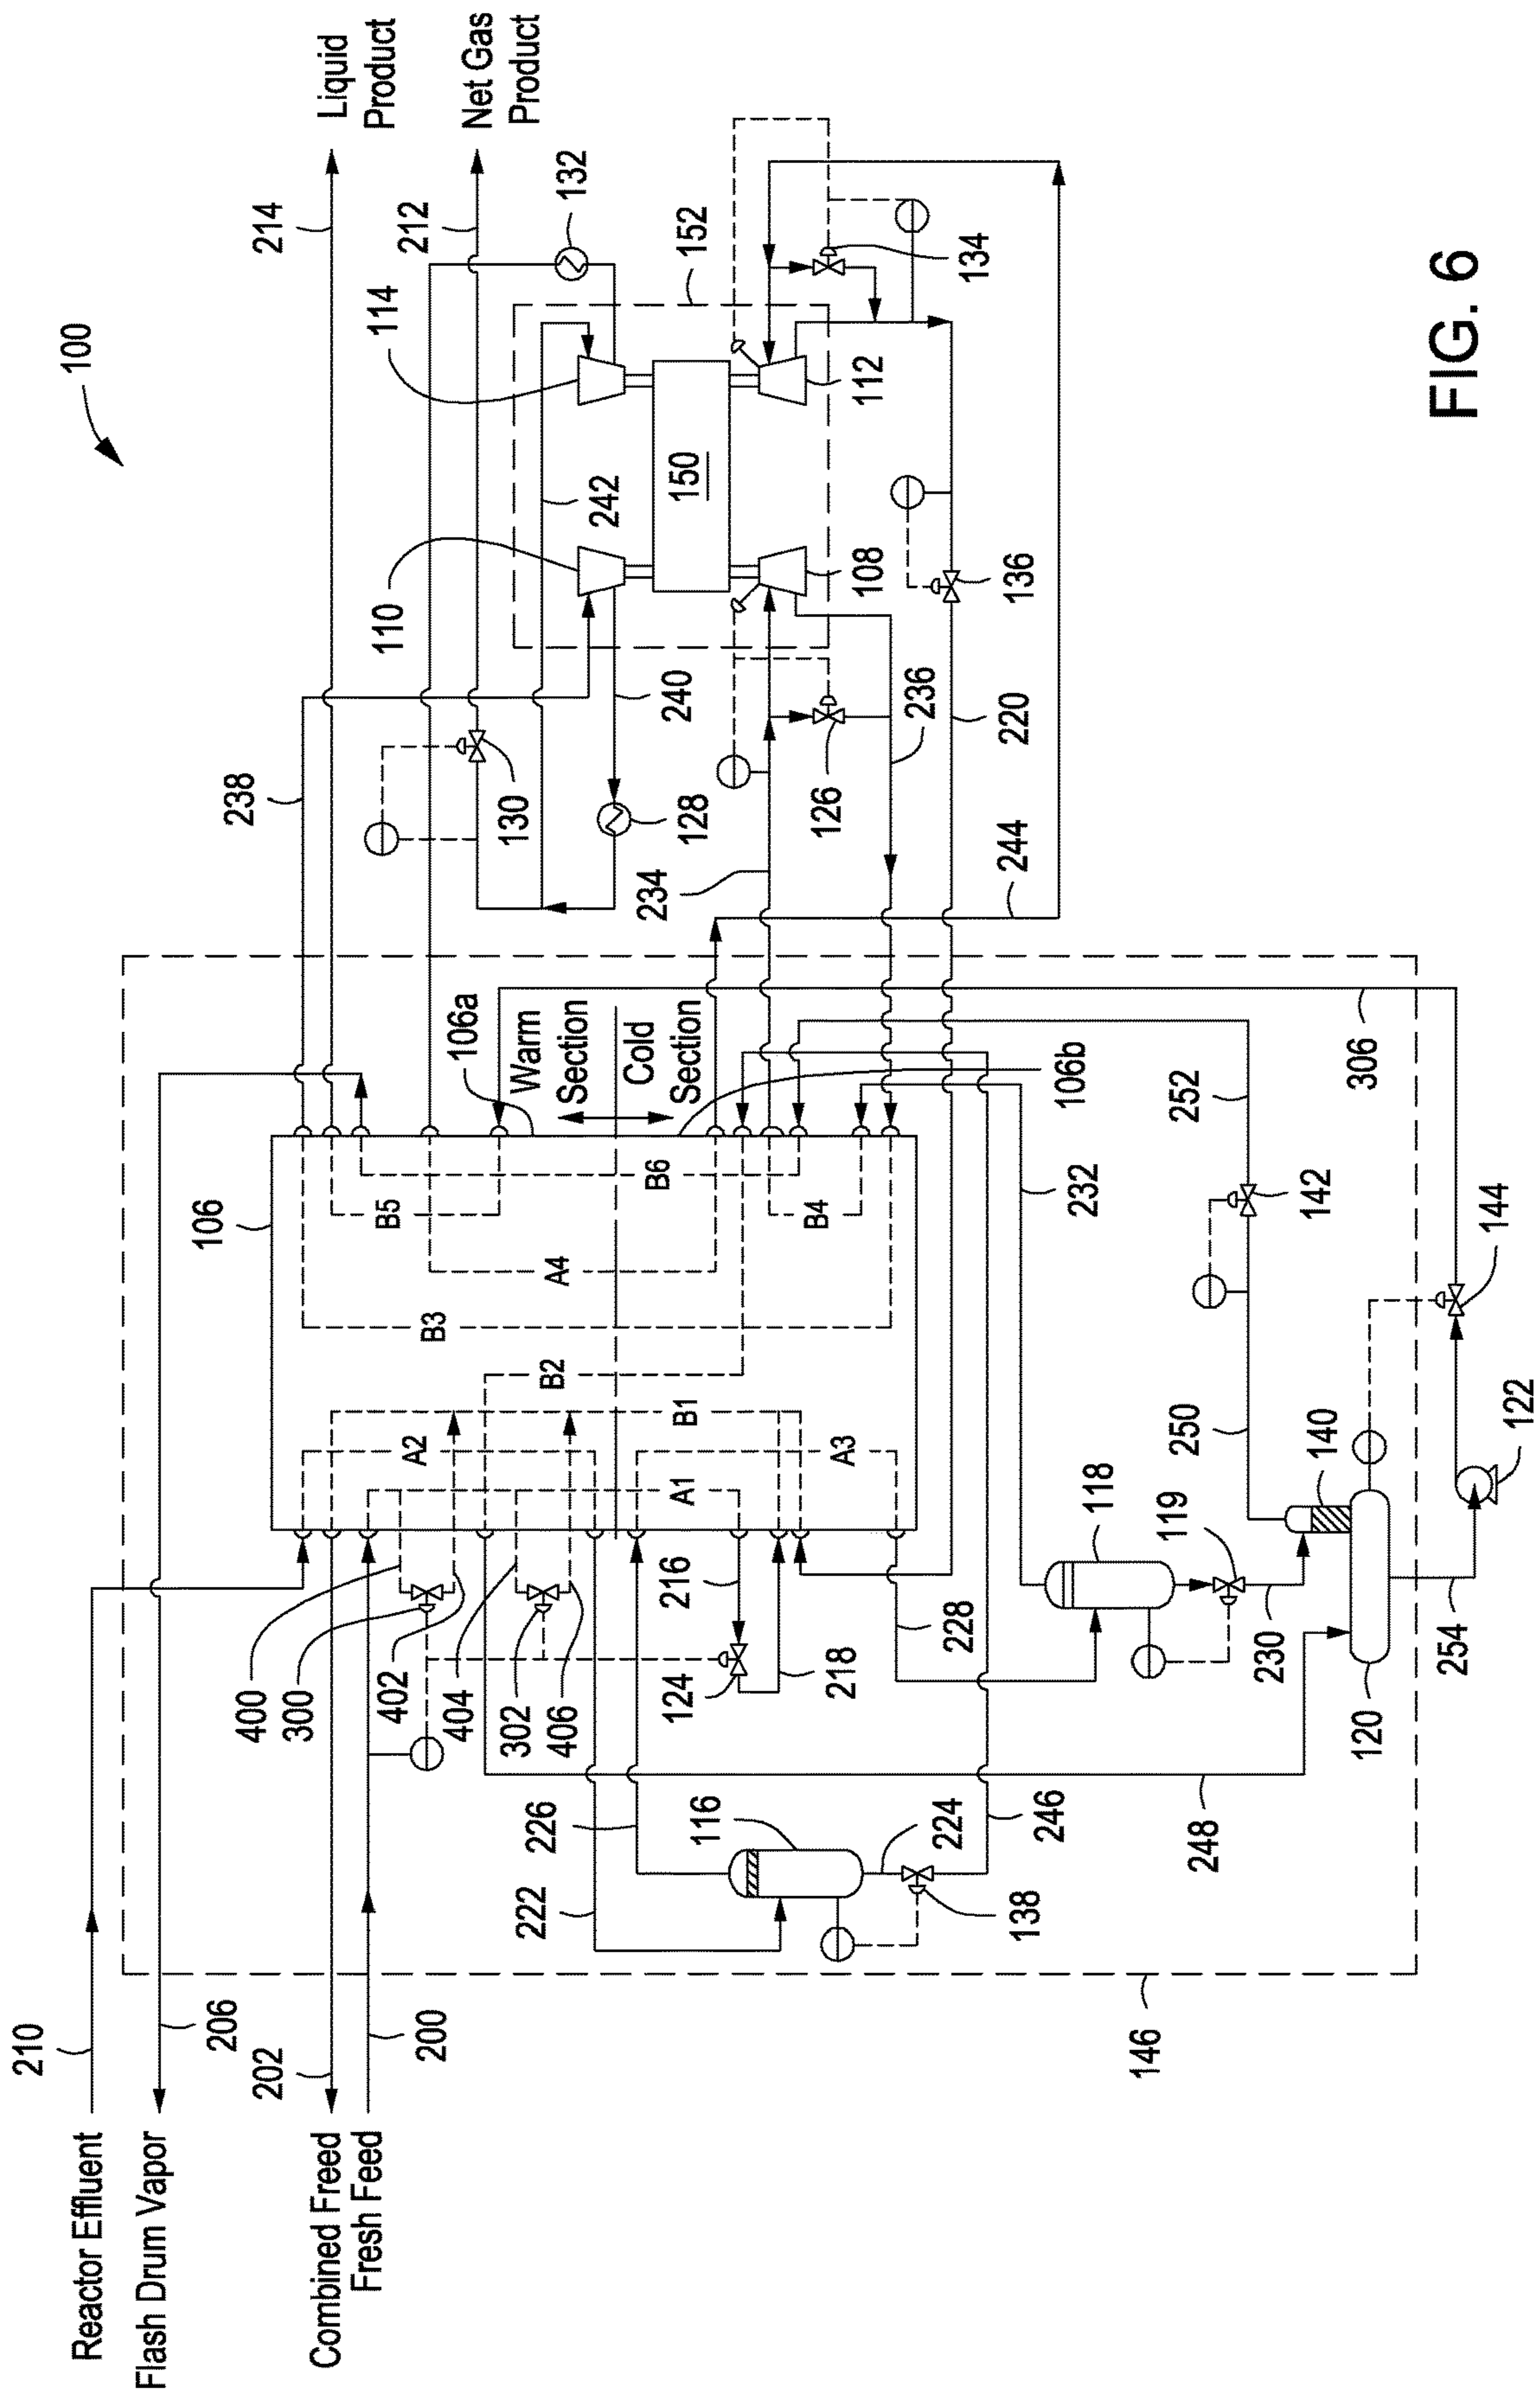 100
214
Liquid
Product
212
Net Gas
Product
132
114
152
110
242
150
134
112
108
136
238
130
240
128
126
236
220
234
244
106
106a
Warm
Section
Cold
Section
106b
B5
B6
B4
A4
B3
B2
B1
A2
A3
A1
306
252
232
142
144
250
140
122
118
119
230
254
120
400
300
402
404
302
406
216
124
218
228
222
226
116
224
138
246
248
146
210
206
202
200
Reactor Effluent
Flash Drum Vapor
Combined Freed
Fresh Feed
FIG. 6